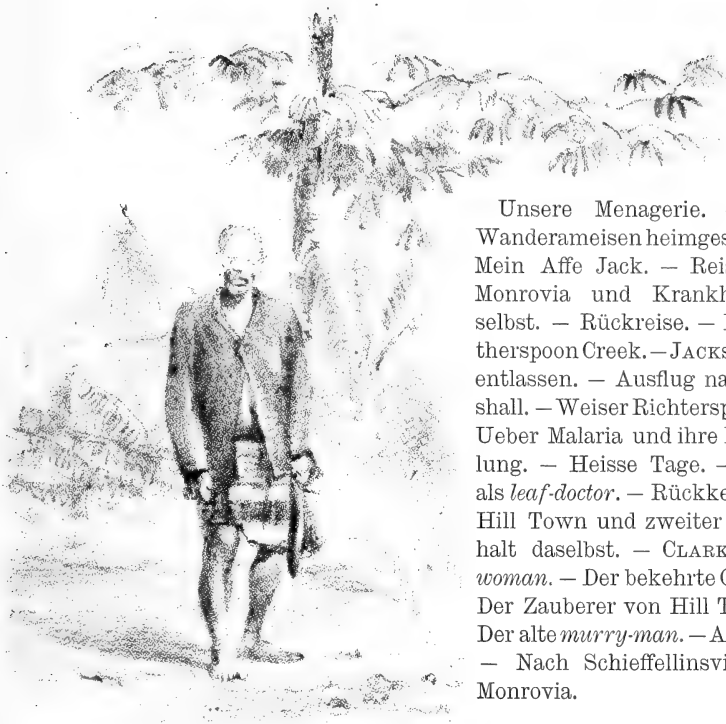 Unsere Menagerie.
Wanderameisen heimges
Mein Affe Jack. — Rei
Monrovia und Krankh
selbst. — Rückreise. —
therspoon Creek. — JACKS
entlassen. — Ausflug na
shall. — Weiser Richtersp
Ueber Malaria und ihre
lung. — Heisse Tage. —
als leaf-doctor. — Rückke
Hill Town und zweiter
halt daselbst. — CLARK
woman. — Der bekehrte
Der Zauberer von Hill T
Der alte murry-man. — A
— Nach Schieffellinsvi
Monrovia.